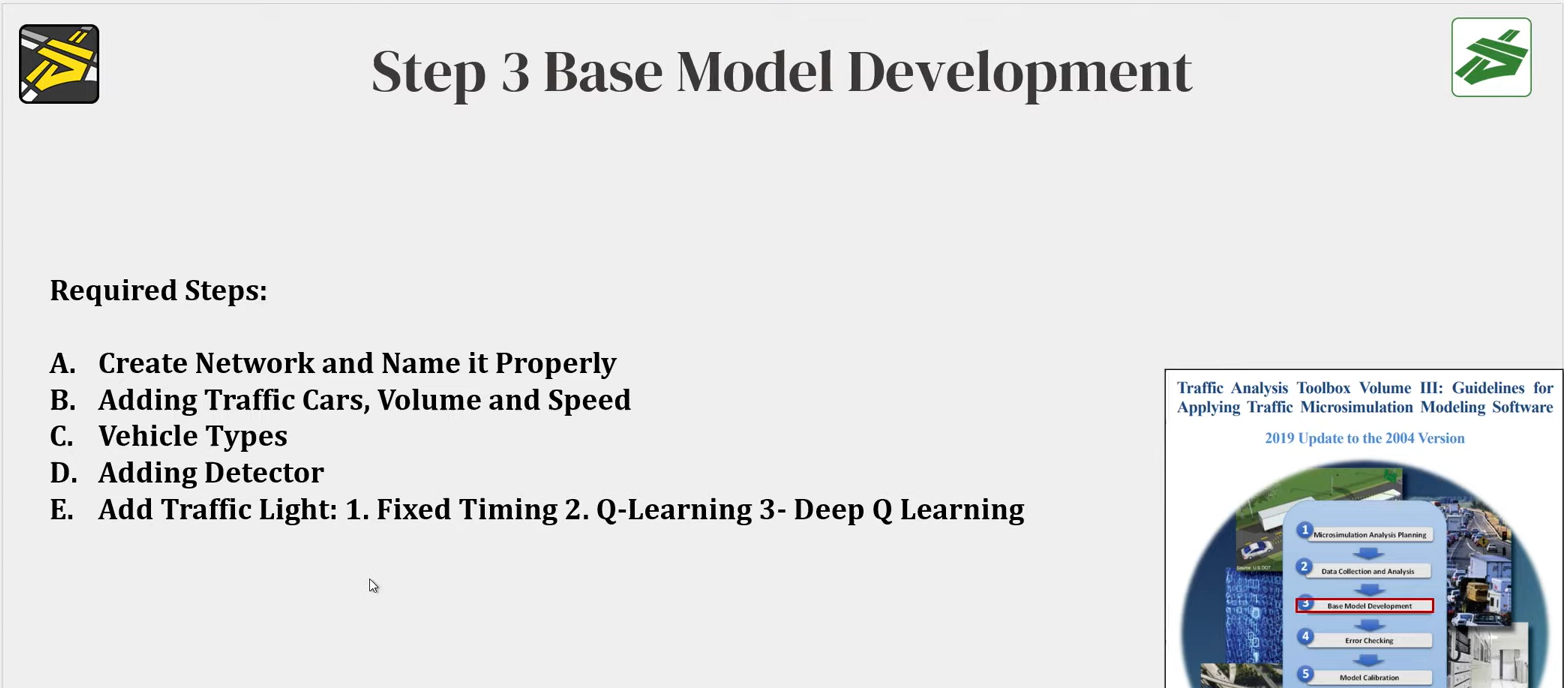 Step 3 Base Model Development
Required Steps:
A. Create Network and Name it Properly
B. Adding Traffic Cars, Volume and Speed
C. Vehicle Types
D. Adding Detector
E. Add Traffic Light: 1. Fixed Timing 2. Q-Learning 3- Deep Q Learning
Traffic Analysis Toolbox Volume III: Guidelines for
Applying Traffic Microsimulation Modeling Software
2019 Update to the 2004 Version
Source: U.S.DOT
1 Microsimulation Analysis Planning
2 Data Collection and Analysis
3 Base Model Development
4 Error Checking
5 Model Calibration